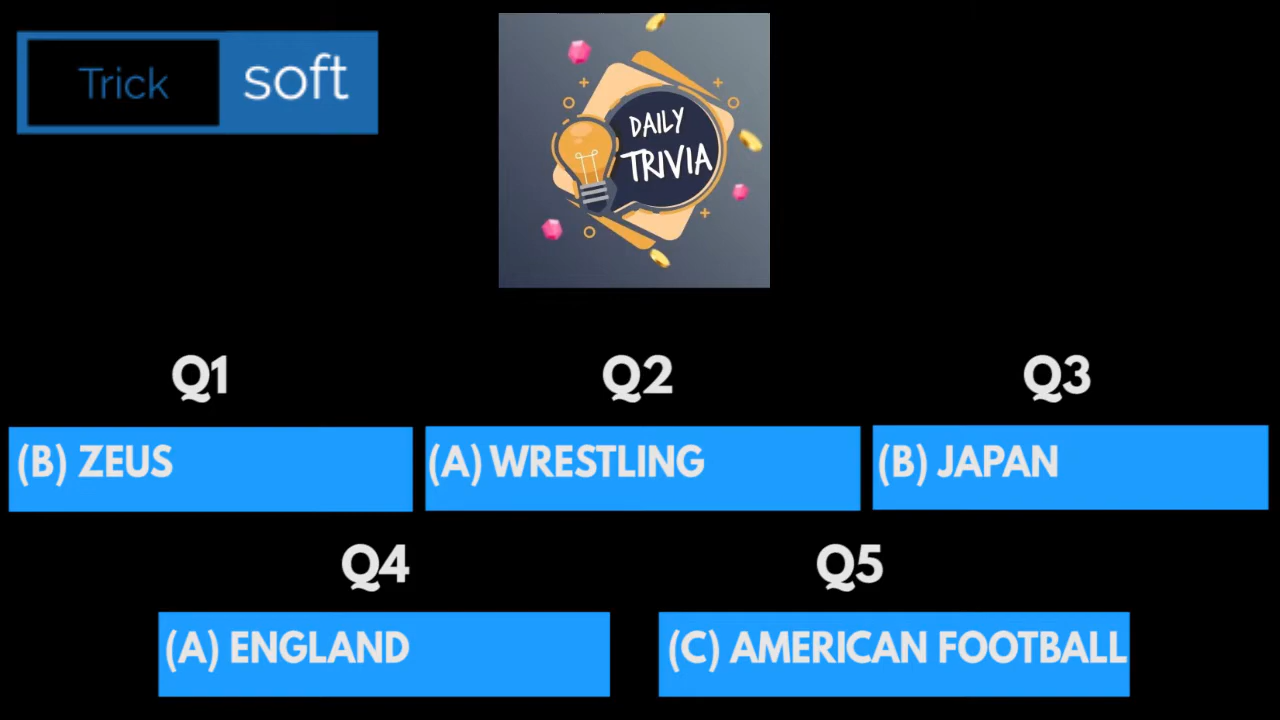 Trick soft
DAILY
TRIVIA
Q1
Q2
Q3
(B) ZEUS
(A) WRESTLING
(B) JAPAN
Q4
Q5
(A) ENGLAND
(C) AMERICAN FOOTBALL